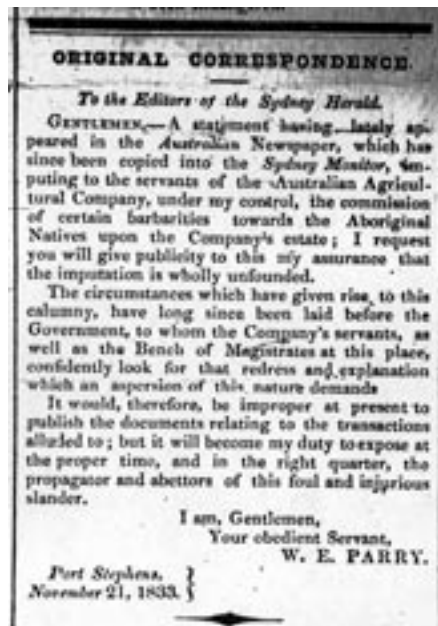 ORIGINAL CORRESPONDENCE.
To the Editors of the Sydney Herald.
GENTLEMEN,—A statement having lately ap-
peared in the Australian Newspaper, which has
since been copied into the Sydney Monitor, im-
puting to the servants of the Australian Agricul-
tural Company, under my control, the commission
of certain barbarities towards the Aboriginal
Natives upon the Company's estate; I request
you will give publicity to this my assurance that
the imputation is wholly unfounded.
The circumstances which have given rise to this
calumny, have long since been laid before the
Government, to whom the Company's servants, as
well as the Bench of Magistrates at this place,
confidently look for that redress and explanation
which an aspersion of this nature demands
It would, therefore, be improper at present to
publish the documents relating to the transactions
alluded to; but it will become my duty to expose at
the proper time, and in the right quarter, the
propagator and abettors of this foul and injurious
slander.
I am, Gentlemen,
Your obedient Servant,
W. E. PARRY.
Port Stephens,
November 21, 1833.